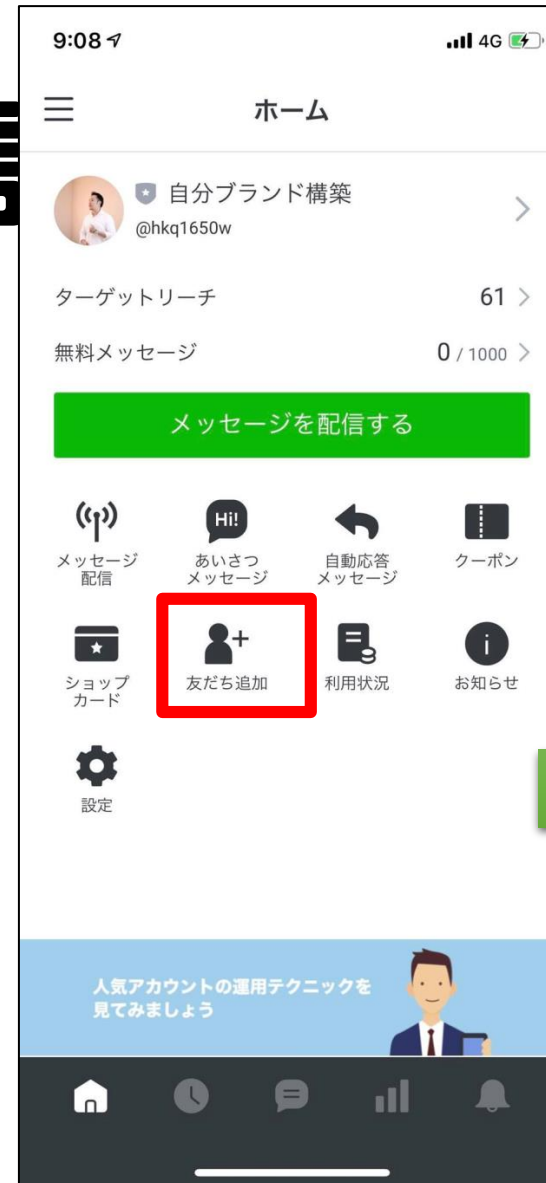 9:08
4G
ホーム
自分ブランド構築
@hkq1650w
ターゲットリーチ
61
無料メッセージ
0 / 1000
メッセージを配信する
Hi!
メッセージ
配信
あいさつ
メッセージ
自動応答
メッセージ
クーポン
ショップ
カード
友だち追加
利用状況
お知らせ
設定
人気アカウントの運用テクニックを
見てみましょう